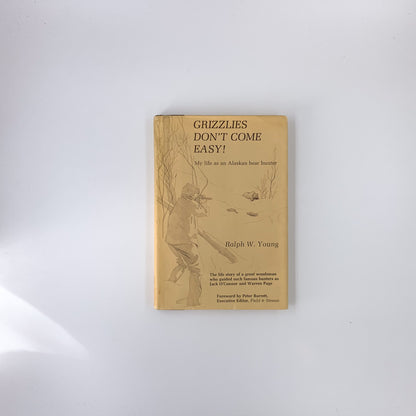 GRIZZLIES
DON'T COME
EASY!
My life as an Alaskan bear hunter
Ralph W. Young
The life story of a great woodsman
who guided such famous hunters as
Jack O'Connor and Warren Page
Foreword by Peter Barrett,
Executive Editor, Field & Stream